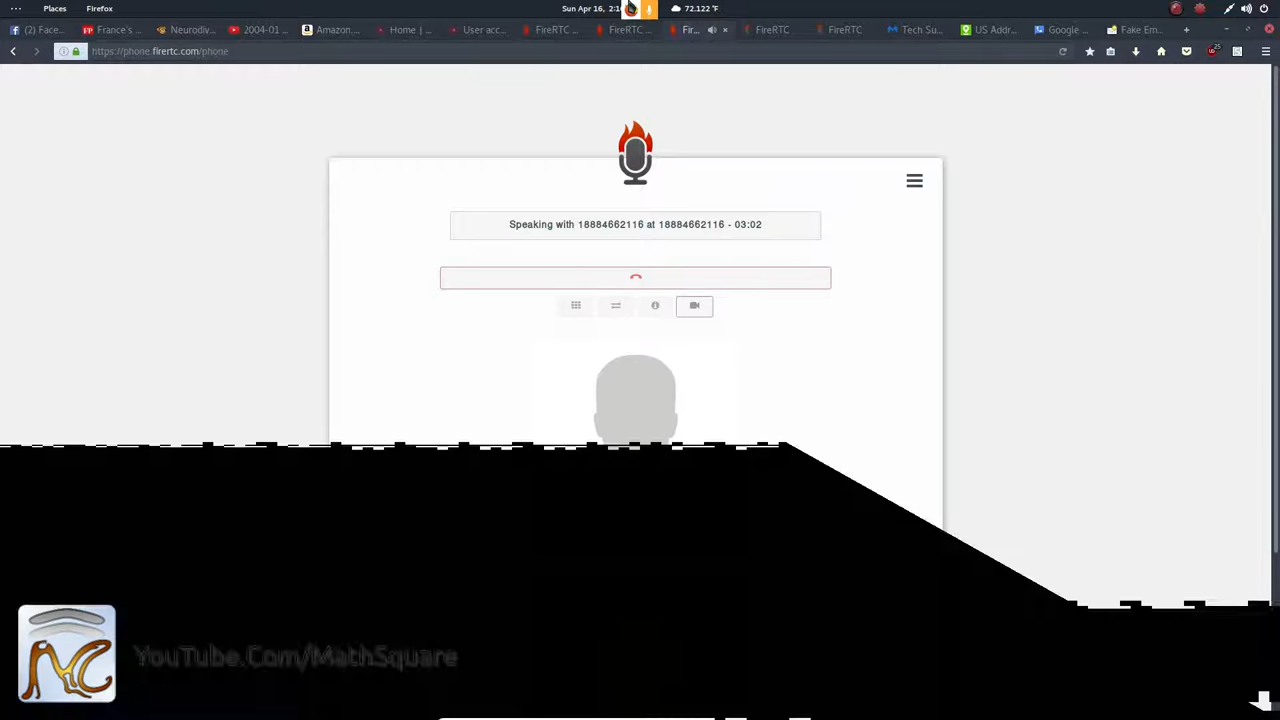 Places Firefox Sun Apr 16, 72.122 °F
(2) Face... France's ... Neurodiv... 2004-01 ... Amazon,... Home | ... User acc... FireRTC ... FireRTC ... Fir... FireRTC FireRTC Tech Su... US Addr... Google ... Fake Em...
https://phone.firertc.com/phone
Speaking with 18884662116 at 18884662116 - 03:02
YouTube.Com/MathSquare